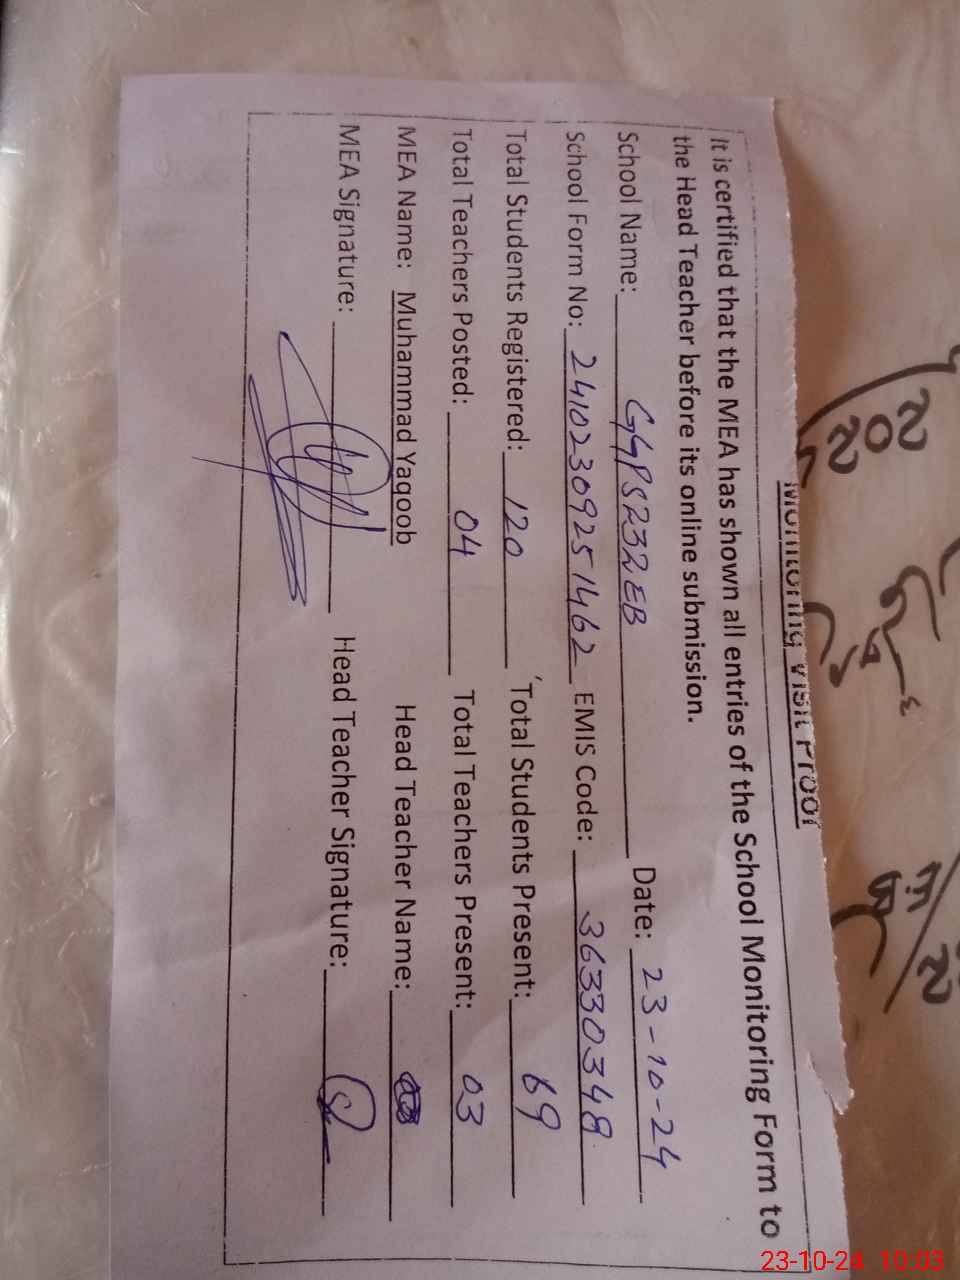 Monitoring Visit Proof
It is certified that the MEA has shown all entries of the School Monitoring Form to
the Head Teacher before its online submission.
School Name: GGPS 232 EB Date: 23-10-24
School Form No: 24102309251462 EMIS Code: 36330348
Total Students Registered: 120 Total Students Present: 69
Total Teachers Posted: 04 Total Teachers Present: 03
MEA Name: Muhammad Yaqoob Head Teacher Name:
MEA Signature: Head Teacher Signature:
23-10-24 10:03